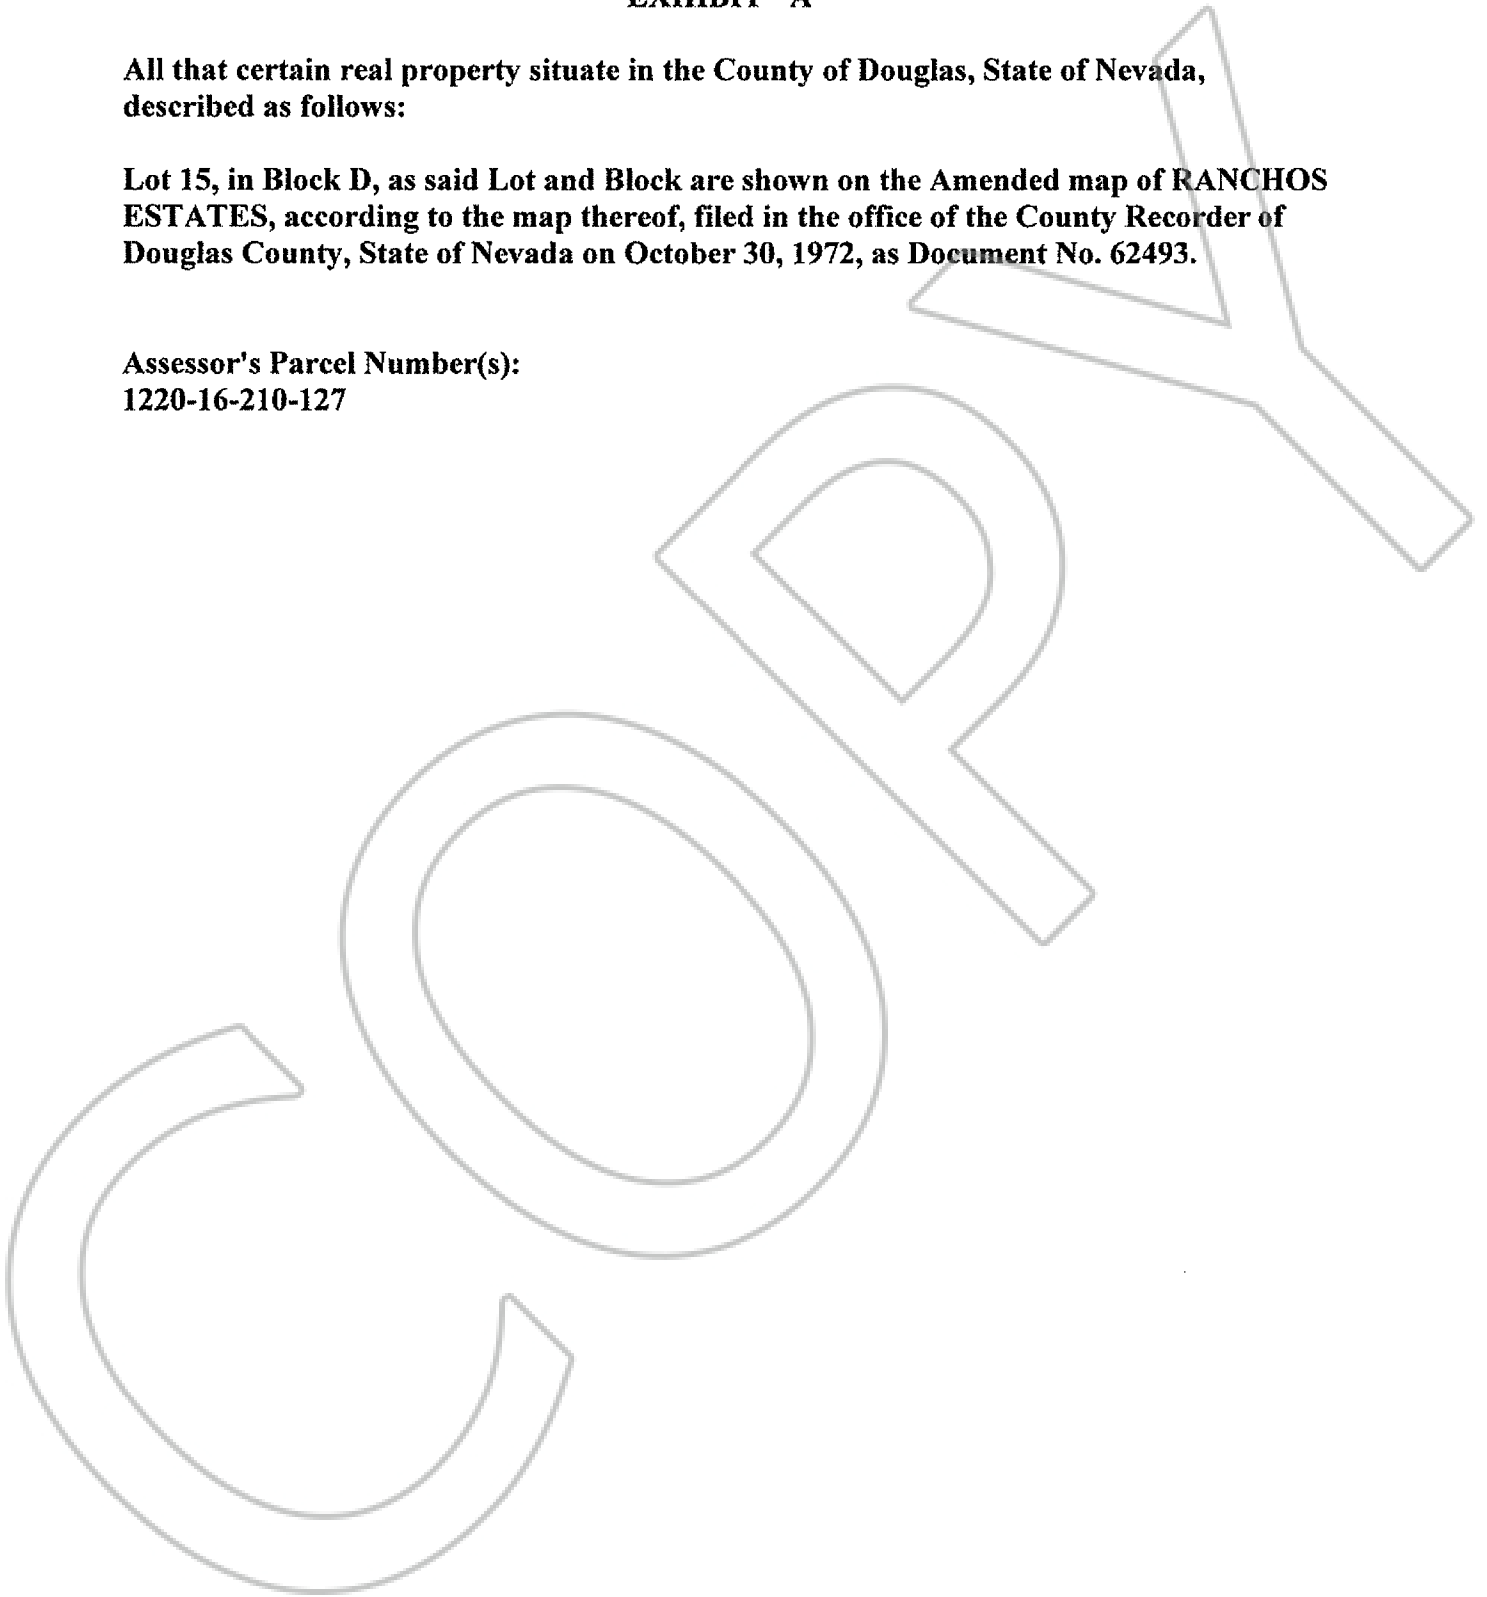 EXHIBIT "A"
All that certain real property situate in the County of Douglas, State of Nevada,
described as follows:
Lot 15, in Block D, as said Lot and Block are shown on the Amended map of RANCHOS
ESTATES, according to the map thereof, filed in the office of the County Recorder of
Douglas County, State of Nevada on October 30, 1972, as Document No. 62493.
Assessor's Parcel Number(s):
1220-16-210-127
COPY